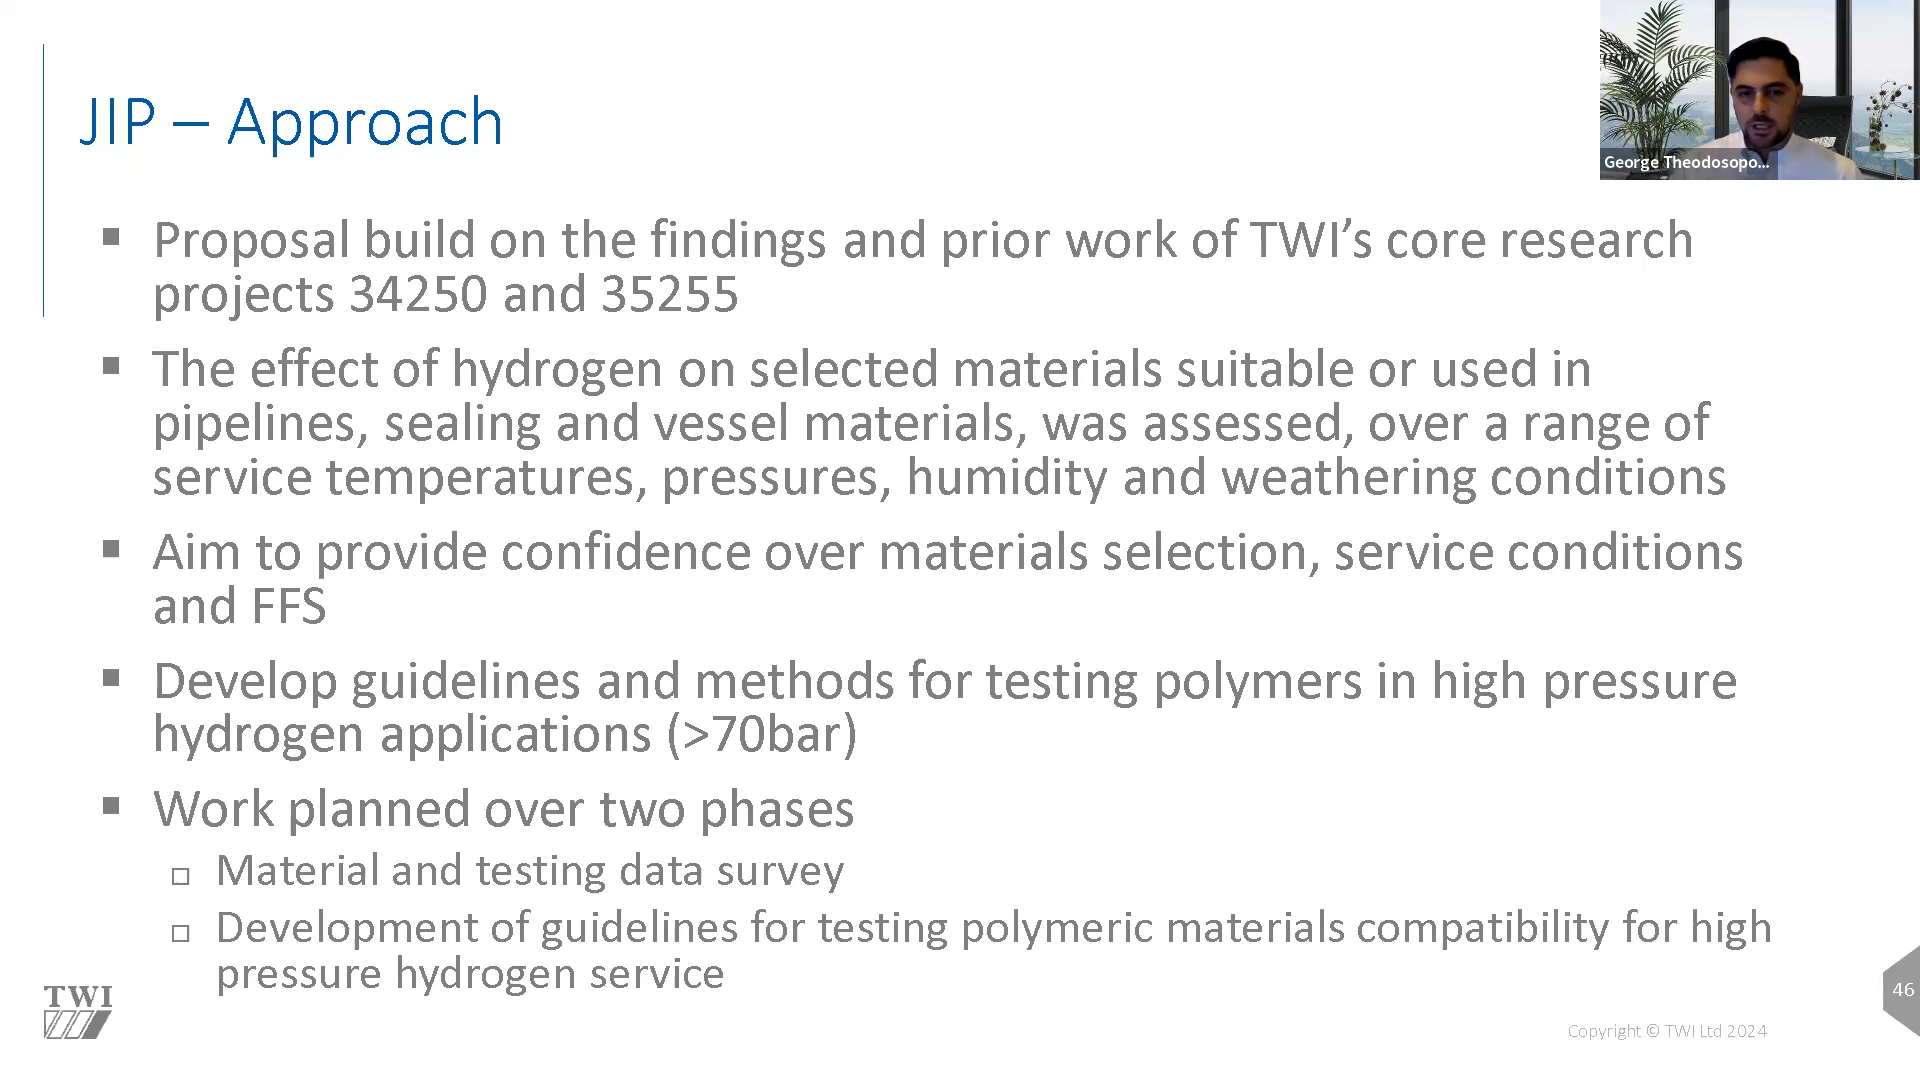 JIP – Approach
George Theodosopo...
▪ Proposal build on the findings and prior work of TWI’s core research
projects 34250 and 35255
▪ The effect of hydrogen on selected materials suitable or used in
pipelines, sealing and vessel materials, was assessed, over a range of
service temperatures, pressures, humidity and weathering conditions
▪ Aim to provide confidence over materials selection, service conditions
and FFS
▪ Develop guidelines and methods for testing polymers in high pressure
hydrogen applications (>70bar)
▪ Work planned over two phases
□ Material and testing data survey
□ Development of guidelines for testing polymeric materials compatibility for high
pressure hydrogen service
TWI
46
Copyright © TWI Ltd 2024